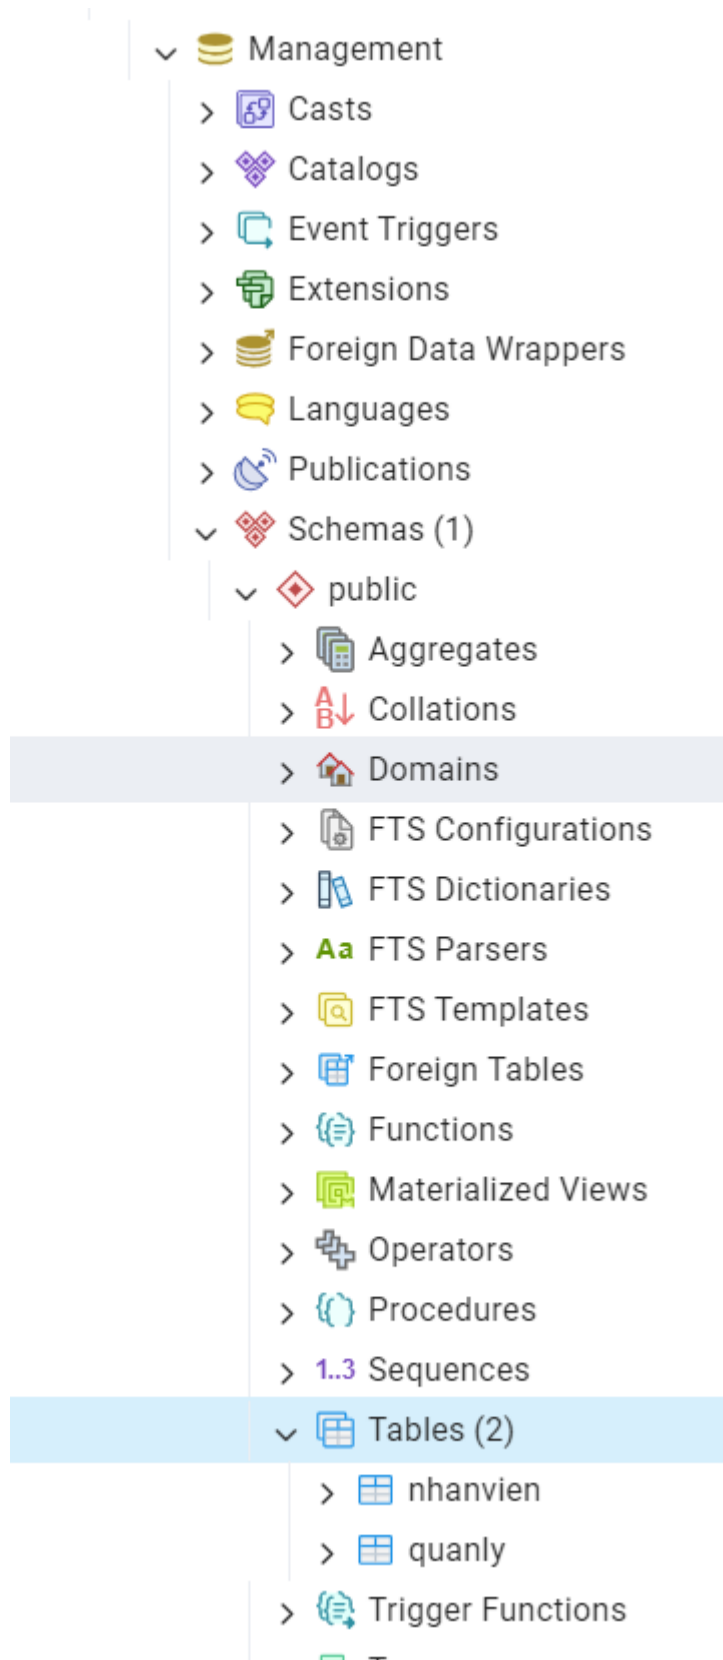 Management
Casts
Catalogs
Event Triggers
Extensions
Foreign Data Wrappers
Languages
Publications
Schemas (1)
public
Aggregates
A
B
Collations
Domains
FTS Configurations
FTS Dictionaries
Aa FTS Parsers
FTS Templates
Foreign Tables
Functions
Materialized Views
Operators
Procedures
1..3 Sequences
Tables (2)
nhanvien
quanly
Trigger Functions